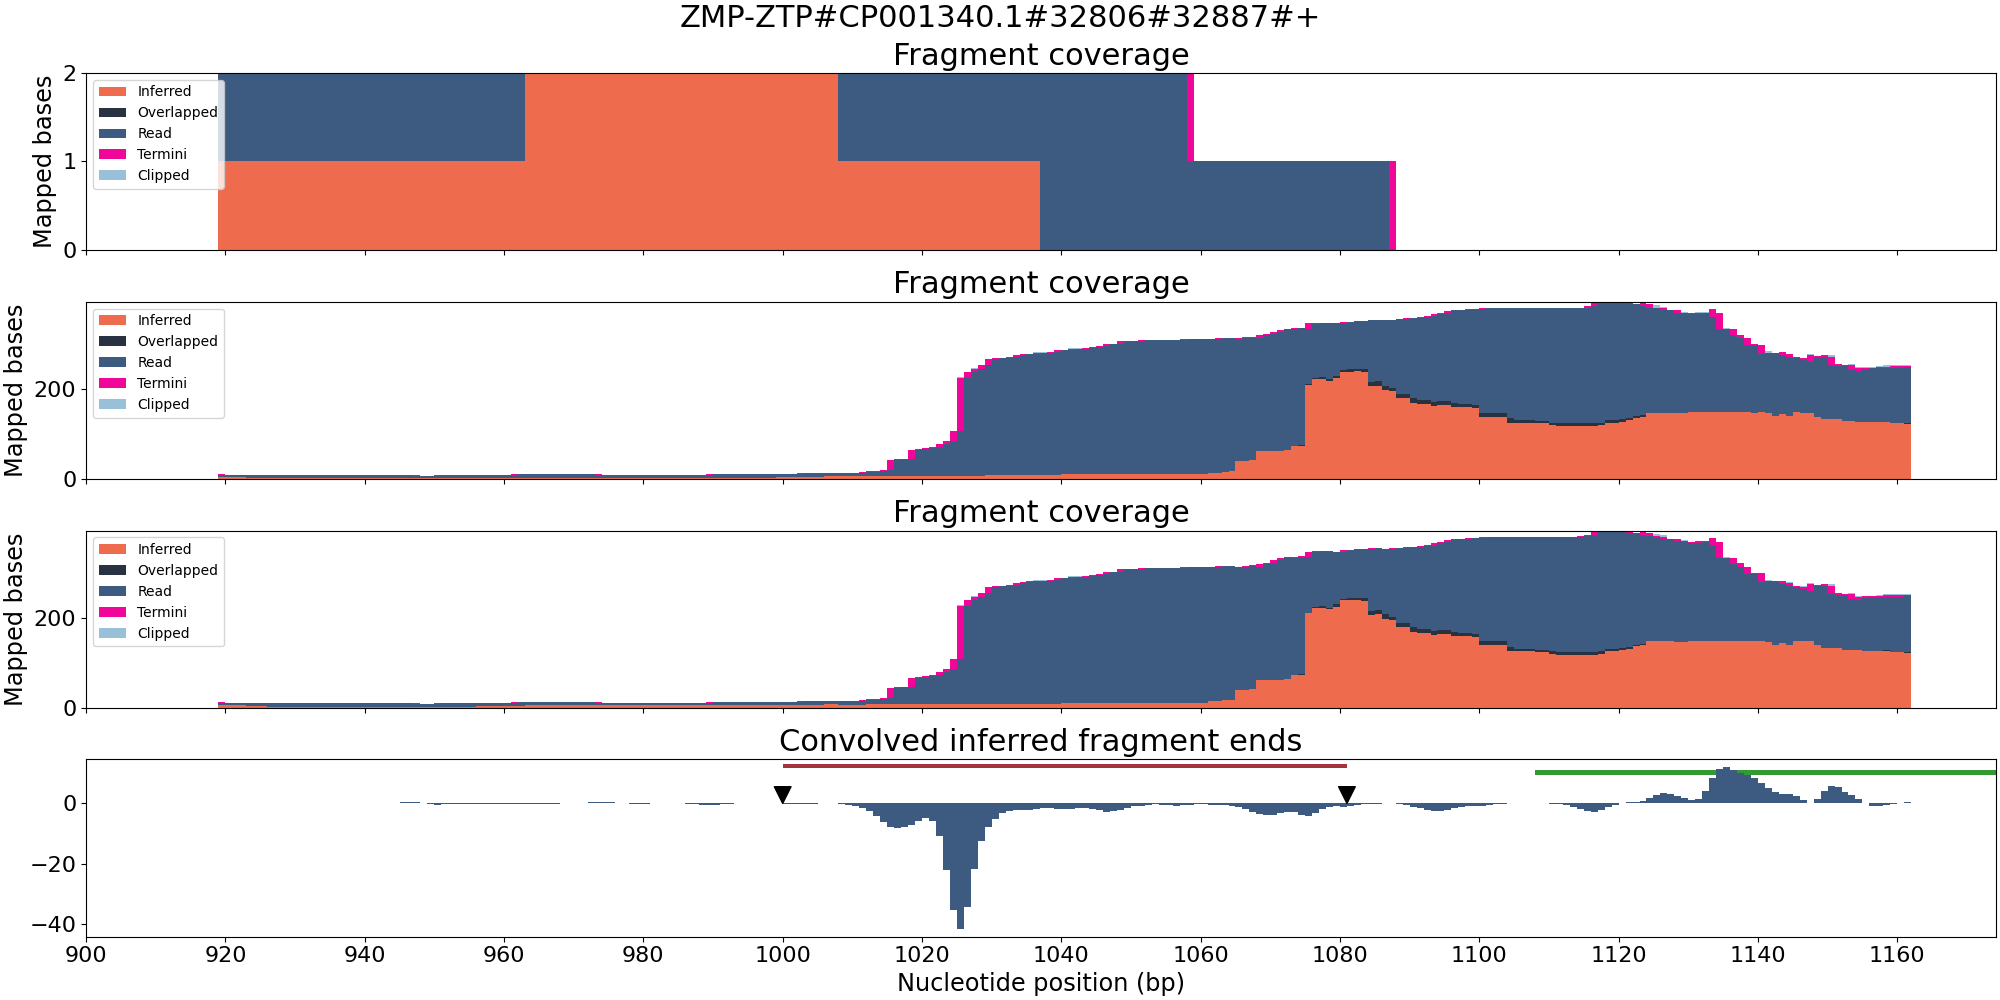 ZMP-ZTP#CP001340.1#32806#32887#+
Fragment coverage
Mapped bases
2
1
0
Inferred
Overlapped
Read
Termini
Clipped
Fragment coverage
Mapped bases
200
0
Inferred
Overlapped
Read
Termini
Clipped
Fragment coverage
Mapped bases
200
0
Inferred
Overlapped
Read
Termini
Clipped
Convolved inferred fragment ends
0
−20
−40
900 920 940 960 980 1000 1020 1040 1060 1080 1100 1120 1140 1160
Nucleotide position (bp)